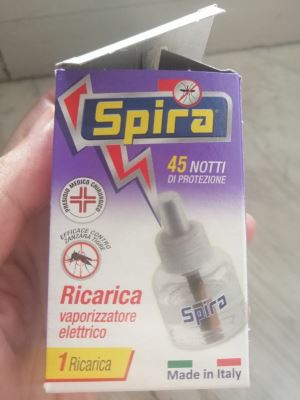 Spira
45 NOTTI
DI PROTEZIONE
PRESIDIO MEDICO CHIRURGICO
EFFICACE CONTRO
ZANZARA TIGRE
Ricarica
vaporizzatore
elettrico
Spira
1 Ricarica
Made in Italy